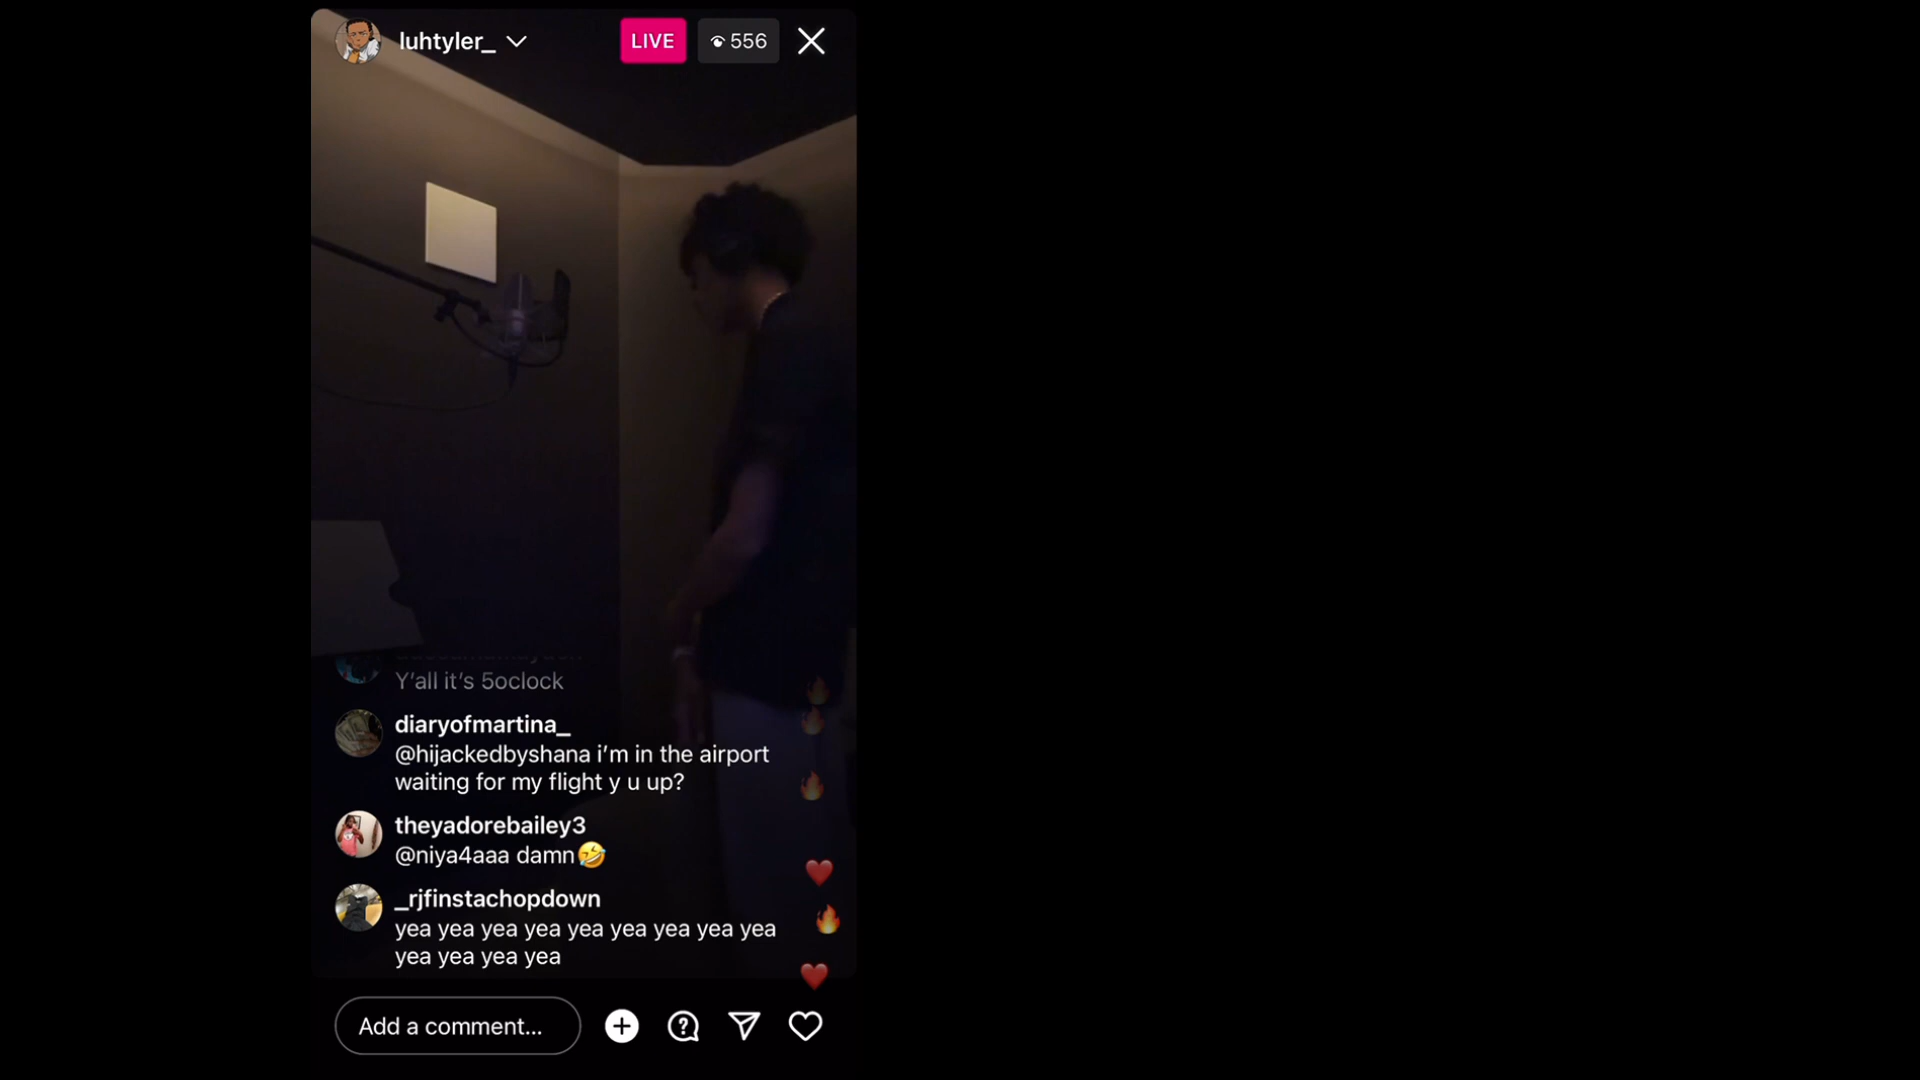 luhtyler_
LIVE
556
Y'all it's 5oclock
diaryofmartina_
@hijackedbyshana i'm in the airport
waiting for my flight y u up?
theyadorebailey3
@niya4aaa damn🤣
_rjfinstachopdown
yea yea yea yea yea yea yea yea yea
yea yea yea yea
Add a comment...